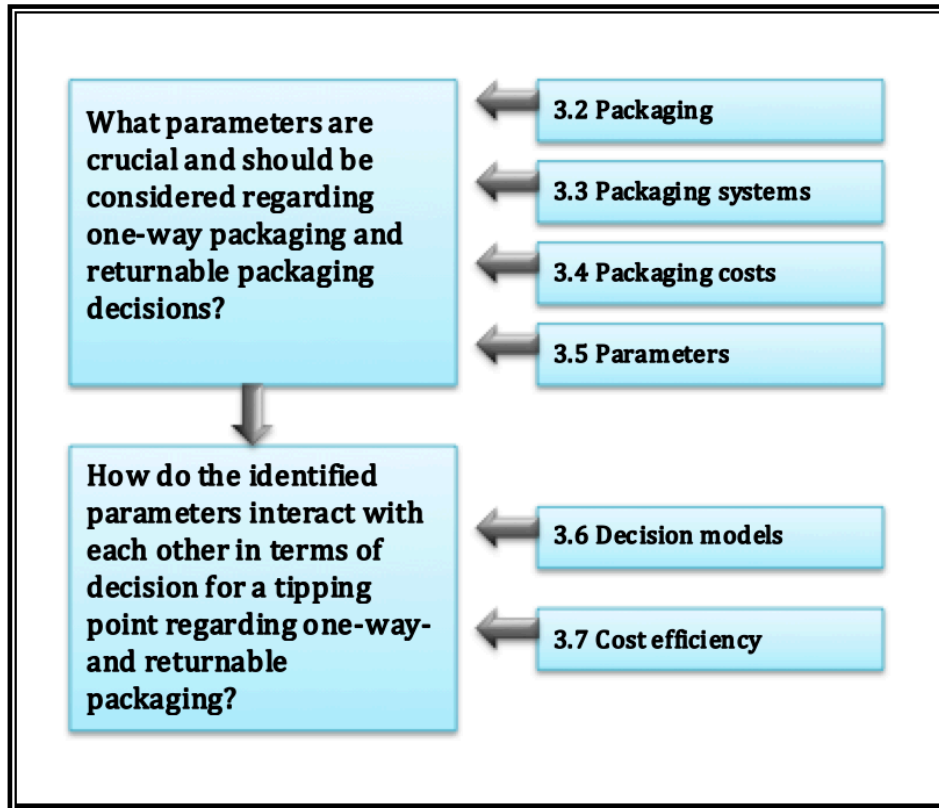 What parameters are
crucial and should be
considered regarding
one-way packaging and
returnable packaging
decisions?
3.2 Packaging
3.3 Packaging systems
3.4 Packaging costs
3.5 Parameters
How do the identified
parameters interact with
each other in terms of
decision for a tipping
point regarding one-way-
and returnable
packaging?
3.6 Decision models
3.7 Cost efficiency